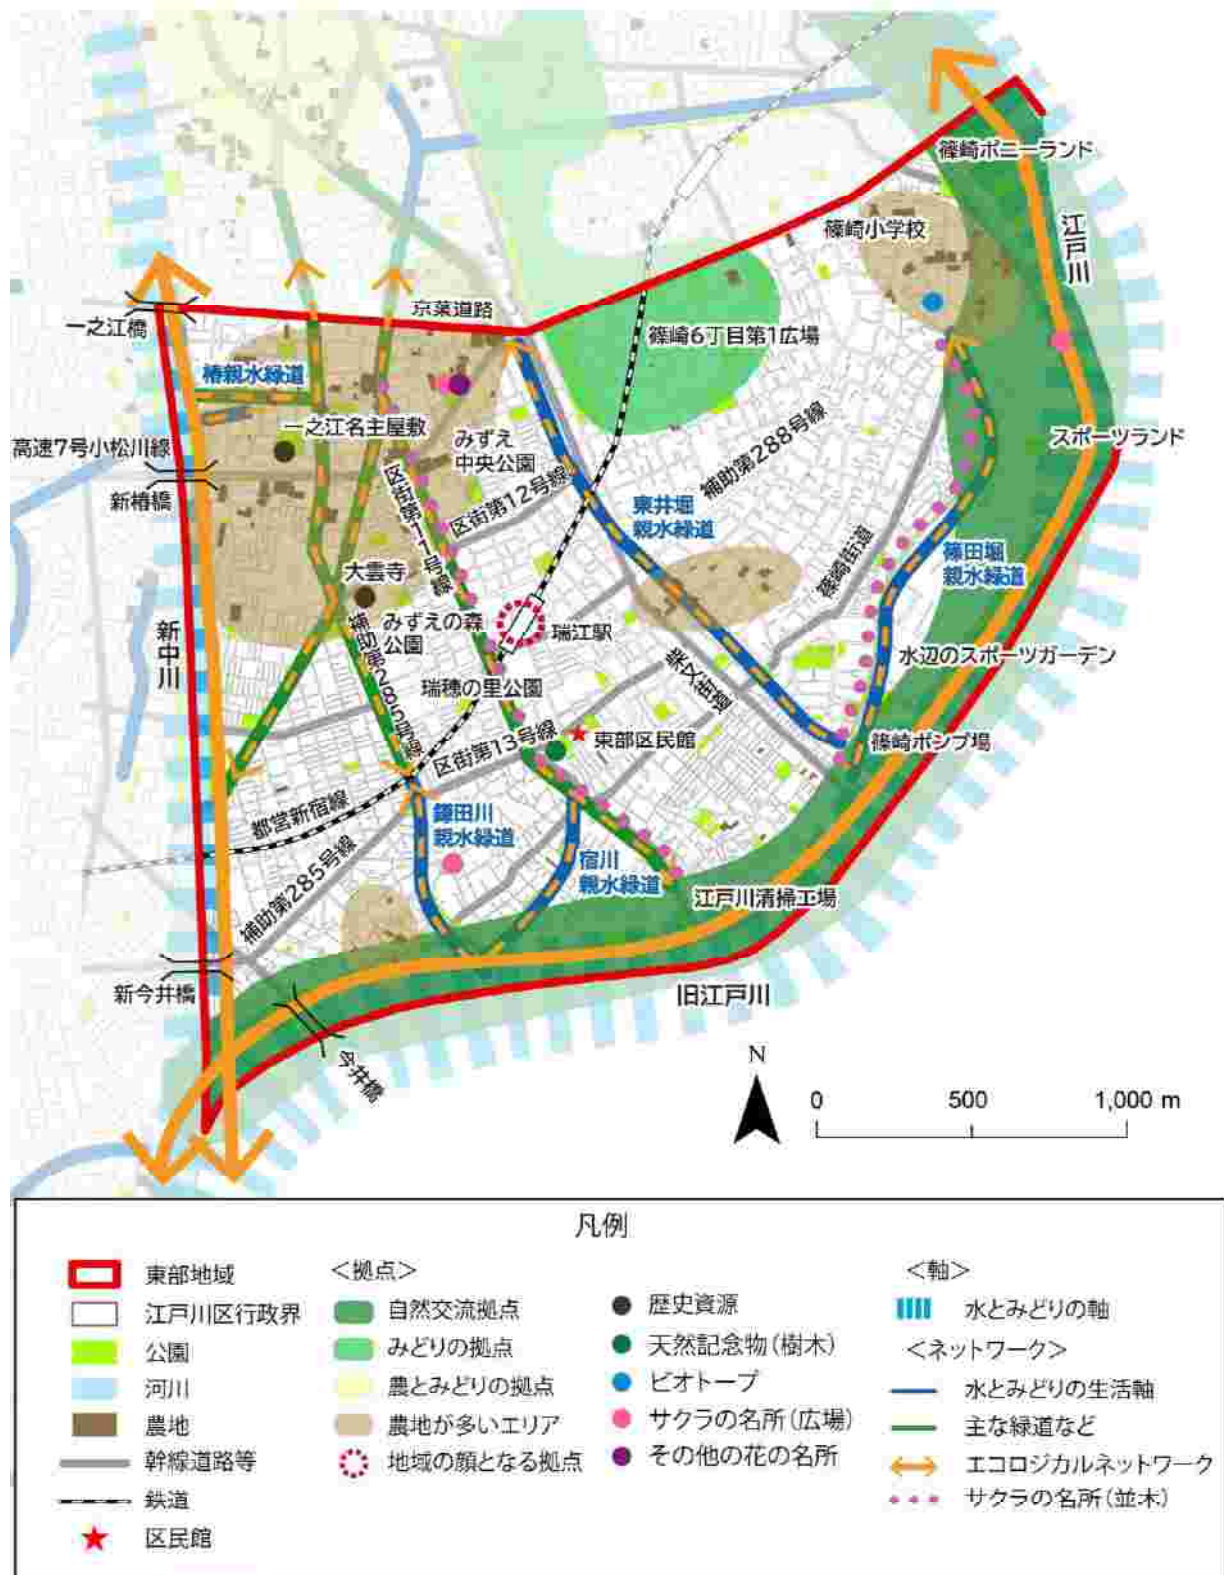 篠崎ポニーランド
江戸川
篠崎小学校
京葉道路
一之江橋
篠崎6丁目第1広場
椿親水緑道
一之江名主屋敷
みずえ
中央公園
高速7号小松川線
新椿橋
区街第11号線
区街第12号線
補助第288号線
スポーツランド
東井堀
親水緑道
篠田堀
親水緑道
篠崎街道
大雲寺
みずえの森
公園
瑞江駅
新中川
補助第285号線
柴又街道
水辺のスポーツガーデン
瑞穂の里公園
区街第13号線
東部区民館
篠崎ポンプ場
都営新宿線
鎌田川
親水緑道
宿川
親水緑道
補助第285号線
江戸川清掃工場
新今井橋
旧江戸川
今井橋
N
0 500 1,000 m
凡例
東部地域
江戸川区行政界
公園
河川
農地
幹線道路等
鉄道
区民館
<拠点>
自然交流拠点
みどりの拠点
農とみどりの拠点
農地が多いエリア
地域の顔となる拠点
歴史資源
天然記念物(樹木)
ビオトープ
サクラの名所(広場)
その他の花の名所
<軸>
水とみどりの軸
<ネットワーク>
水とみどりの生活軸
主な緑道など
エコロジカルネットワーク
サクラの名所(並木)